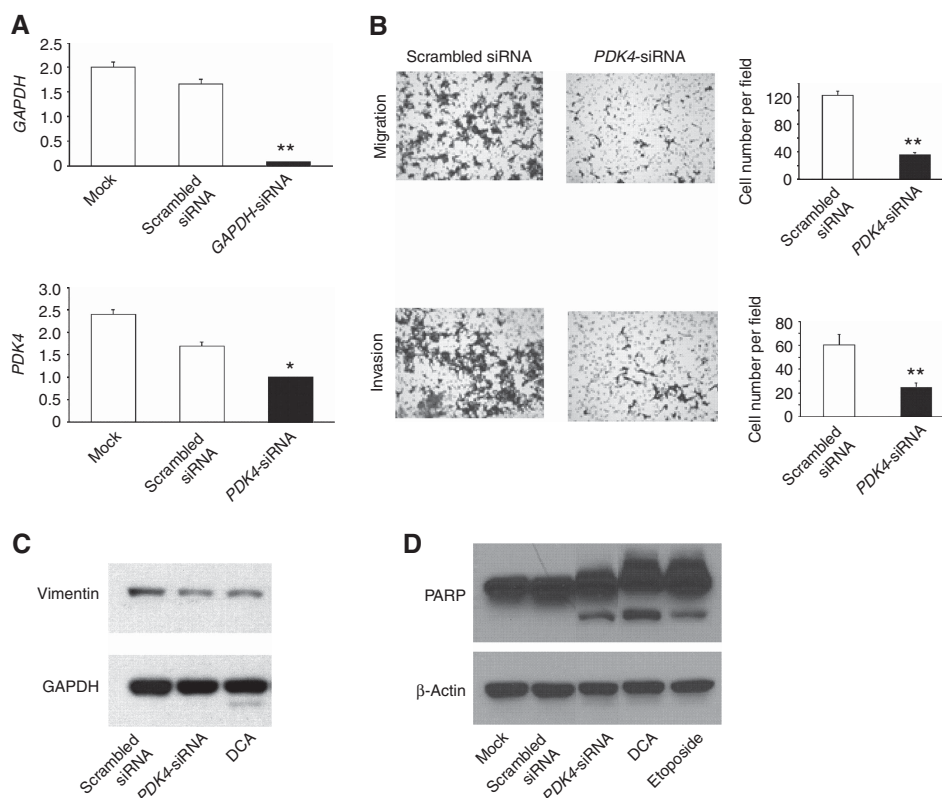 A
GAPDH
2.5
2.0
1.5
1.0
0.5
0
**
Mock
Scrambled
siRNA
GAPDH-siRNA
PDK4
3.0
2.5
2.0
1.5
1.0
0.5
0
*
Mock
Scrambled
siRNA
PDK4-siRNA
B
Scrambled siRNA
PDK4-siRNA
Migration
Cell number per field
120
80
40
0
**
Scrambled
siRNA
PDK4-siRNA
Invasion
Cell number per field
80
60
40
20
0
**
Scrambled
siRNA
PDK4-siRNA
C
Vimentin
GAPDH
Scrambled
siRNA
PDK4-siRNA
DCA
D
PARP
β-Actin
Mock
Scrambled
siRNA
PDK4-siRNA
DCA
Etoposide